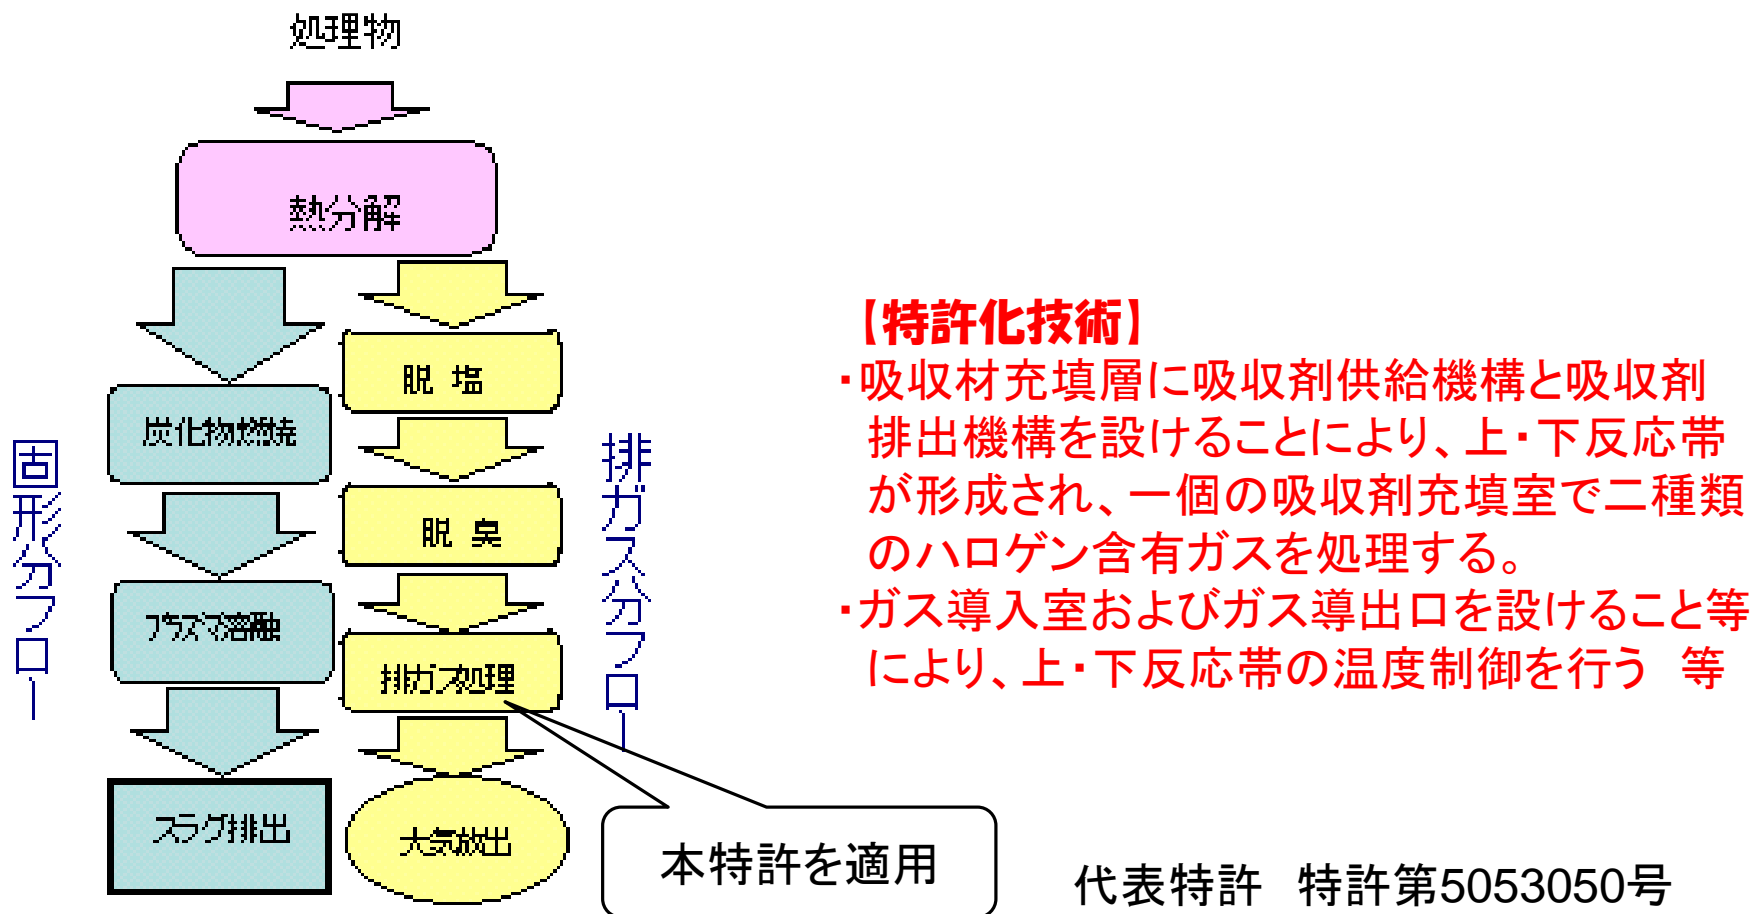 処理物
熱分解
固形分フロー
炭化物燃焼
プラズマ溶融
スラグ排出
脱 塩
脱 臭
排ガス処理
大気放出
排ガス分フロー
本特許を適用
【特許化技術】
・吸収材充填層に吸収剤供給機構と吸収剤
排出機構を設けることにより、上・下反応帯
が形成され、一個の吸収剤充填室で二種類
のハロゲン含有ガスを処理する。
・ガス導入室およびガス導出口を設けること等
により、上・下反応帯の温度制御を行う　等
代表特許　特許第5053050号